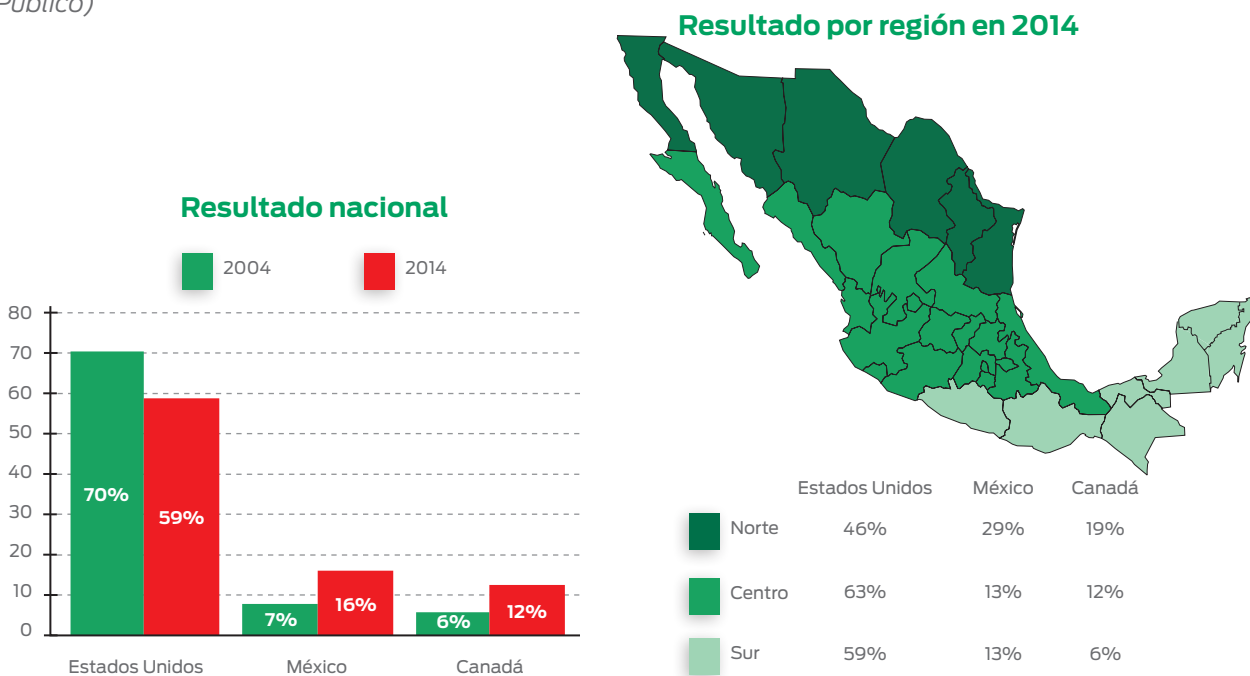 Público)
Resultado nacional
2004 2014
80
70
60
50
40
30
20
10
0
70%
59%
7%
16%
6%
12%
Estados Unidos México Canadá
Resultado por región en 2014
Estados Unidos México Canadá
Norte 46% 29% 19%
Centro 63% 13% 12%
Sur 59% 13% 6%